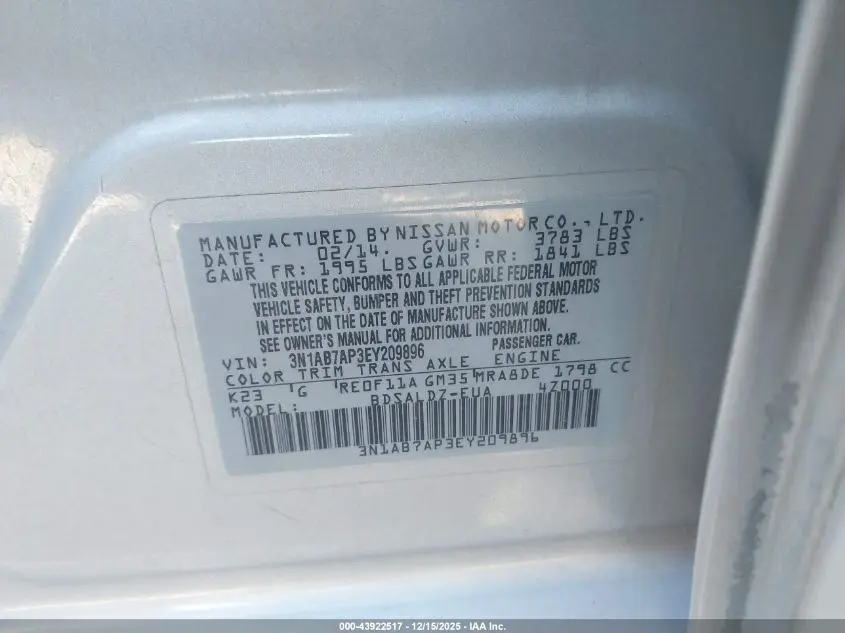 MANUFACTURED BY NISSAN MOTOR CO., LTD.
DATE: 02/14. GVWR: 3783 LBS
GAWR FR: 1995 LBS GAWR RR: 1841 LBS
THIS VEHICLE CONFORMS TO ALL APPLICABLE FEDERAL MOTOR
VEHICLE SAFETY, BUMPER AND THEFT PREVENTION STANDARDS
IN EFFECT ON THE DATE OF MANUFACTURE SHOWN ABOVE.
SEE OWNER'S MANUAL FOR ADDITIONAL INFORMATION.
VIN: 3N1AB7AP3EY209896 PASSENGER CAR.
COLOR TRIM TRANS AXLE ENGINE
K23 'G 'RE0F11A GM35'MRA8DE 1798 CC
MODEL: BDSALDZ-EUA 4Z000
3N1AB7AP3EY209896
000-43922517 - 12/15/2025 - IAA Inc.